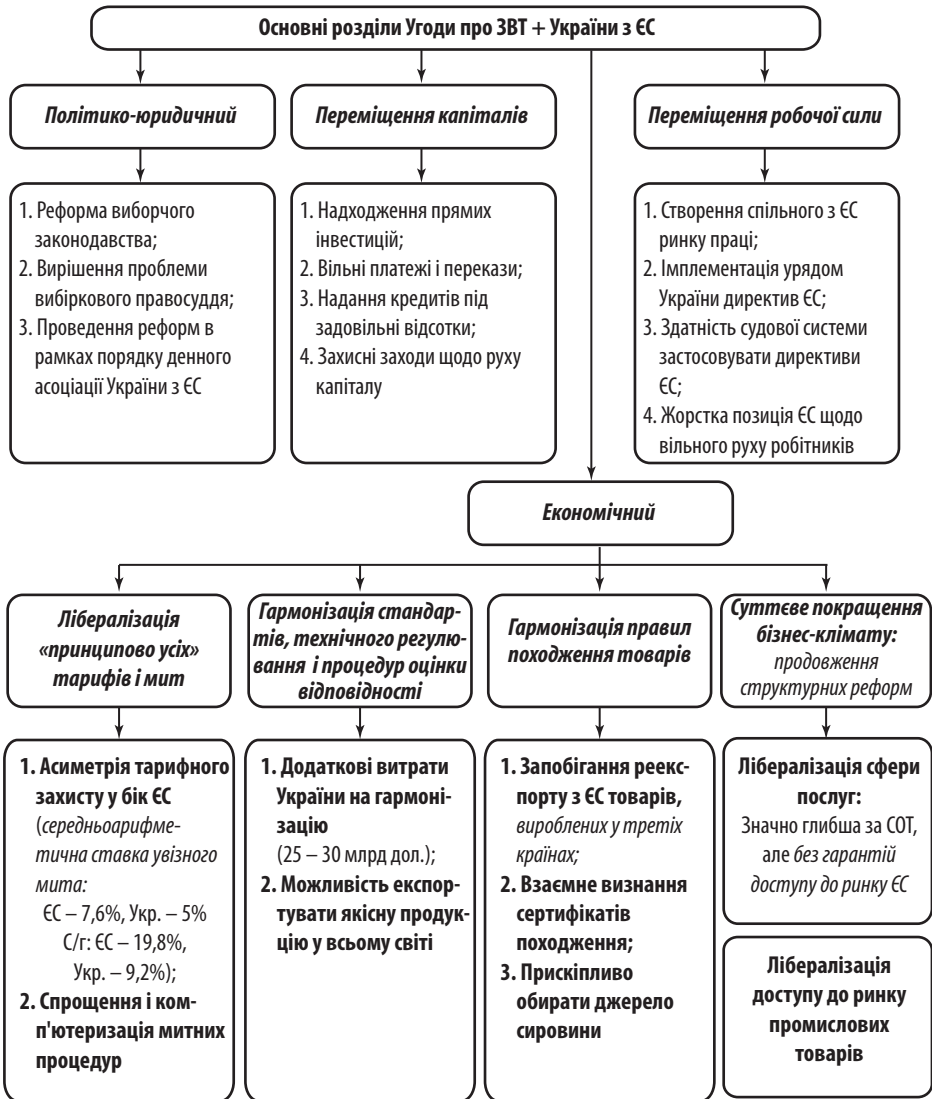 Основні розділи Угоди про ЗВТ + України з ЄС
Політико-юридичний
Переміщення капіталів
Переміщення робочої сили
1. Реформа виборчого
законодавства;
2. Вирішення проблеми
вибіркового правосуддя;
3. Проведення реформ в
рамках порядку денного
асоціації України з ЄС
1. Надходження прямих
інвестицій;
2. Вільні платежі і перекази;
3. Надання кредитів під
задовільні відсотки;
4. Захисні заходи щодо руху
капіталу
1. Створення спільного з ЄС
ринку праці;
2. Імплементація урядом
України директив ЄС;
3. Здатність судової системи
застосовувати директиви
ЄС;
4. Жорстка позиція ЄС щодо
вільного руху робітників
Економічний
Лібералізація
«принципово усіх»
тарифів і мит
Гармонізація стандар-
тів, технічного регулю-
вання і процедур оцінки
відповідності
Гармонізація правил
походження товарів
Суттєве покращення
бізнес-клімату:
продовження
структурних реформ
1. Асиметрія тарифного
захисту у бік ЄС
(середньоарифме-
тична ставка увізного
мита:
ЄС – 7,6%, Укр. – 5%
С/г: ЄС – 19,8%,
Укр. – 9,2%);
2. Спрощення і ком-
п'ютеризація митних
процедур
1. Додаткові витрати
України на гармоні-
зацію
(25 – 30 млрд дол.);
2. Можливість експор-
тувати якісну продук-
цію у всьому світі
1. Запобігання реекс-
порту з ЄС товарів,
вироблених у третіх
країнах;
2. Взаємне визнання
сертифікатів
походження;
3. Прискіпливо
обирати джерело
сировини
Лібералізація сфери
послуг:
Значно глибша за СОТ,
але без гарантій
доступу до ринку ЄС
Лібералізація
доступу до ринку
промислових
товарів